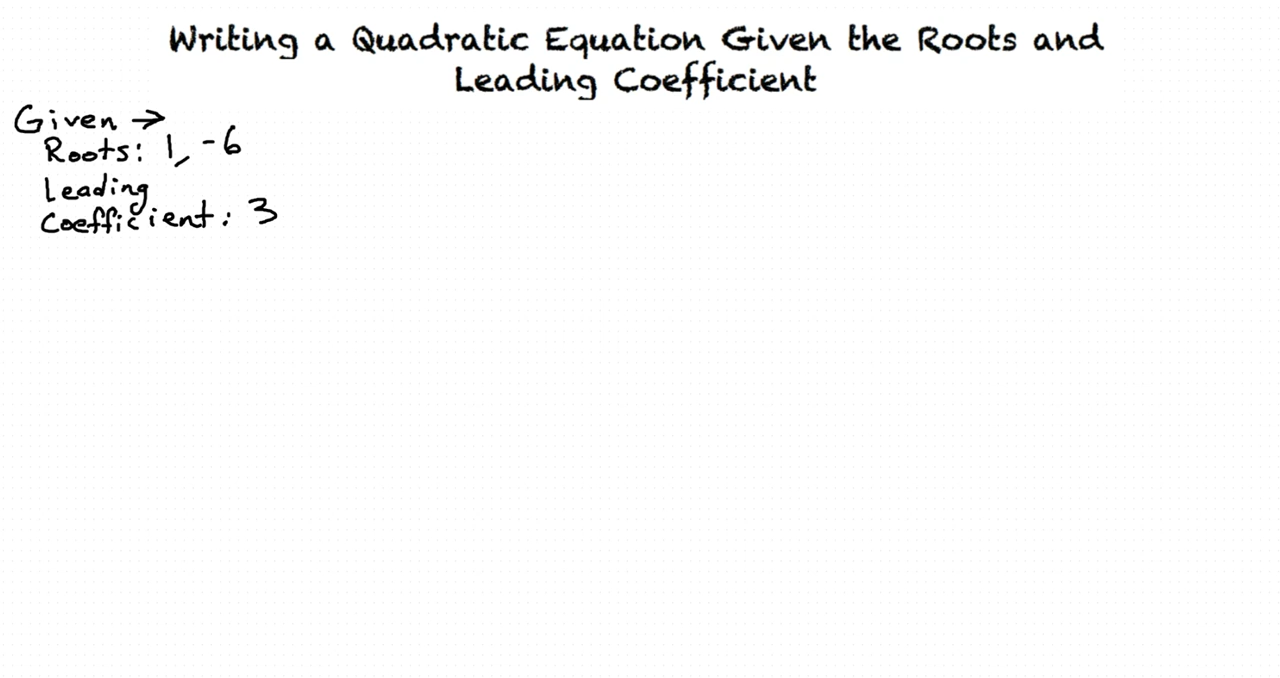 Writing a Quadratic Equation Given the Roots and
Leading Coefficient
Given →
Roots: 1, -6
Leading
Coefficient: 3